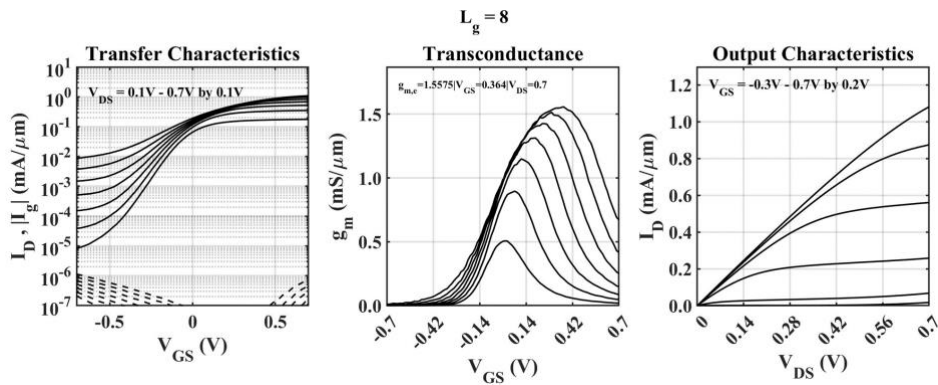 L_g = 8
Transfer Characteristics
V_DS = 0.1V - 0.7V by 0.1V
I_D , |I_g| (mA/μm)
10^1
10^0
10^-1
10^-2
10^-3
10^-4
10^-5
10^-6
10^-7
-0.5
0
0.5
V_GS (V)
Transconductance
g_m,e=1.5575|V_GS=0.364|V_DS=0.7
g_m (mS/μm)
1.5
1.0
0.5
0.0
-0.7
-0.42
-0.14
0.14
0.42
0.7
V_GS (V)
Output Characteristics
V_GS = -0.3V - 0.7V by 0.2V
I_D (mA/μm)
1.2
1.0
0.8
0.6
0.4
0.2
0.0
0
0.14
0.28
0.42
0.56
0.7
V_DS (V)